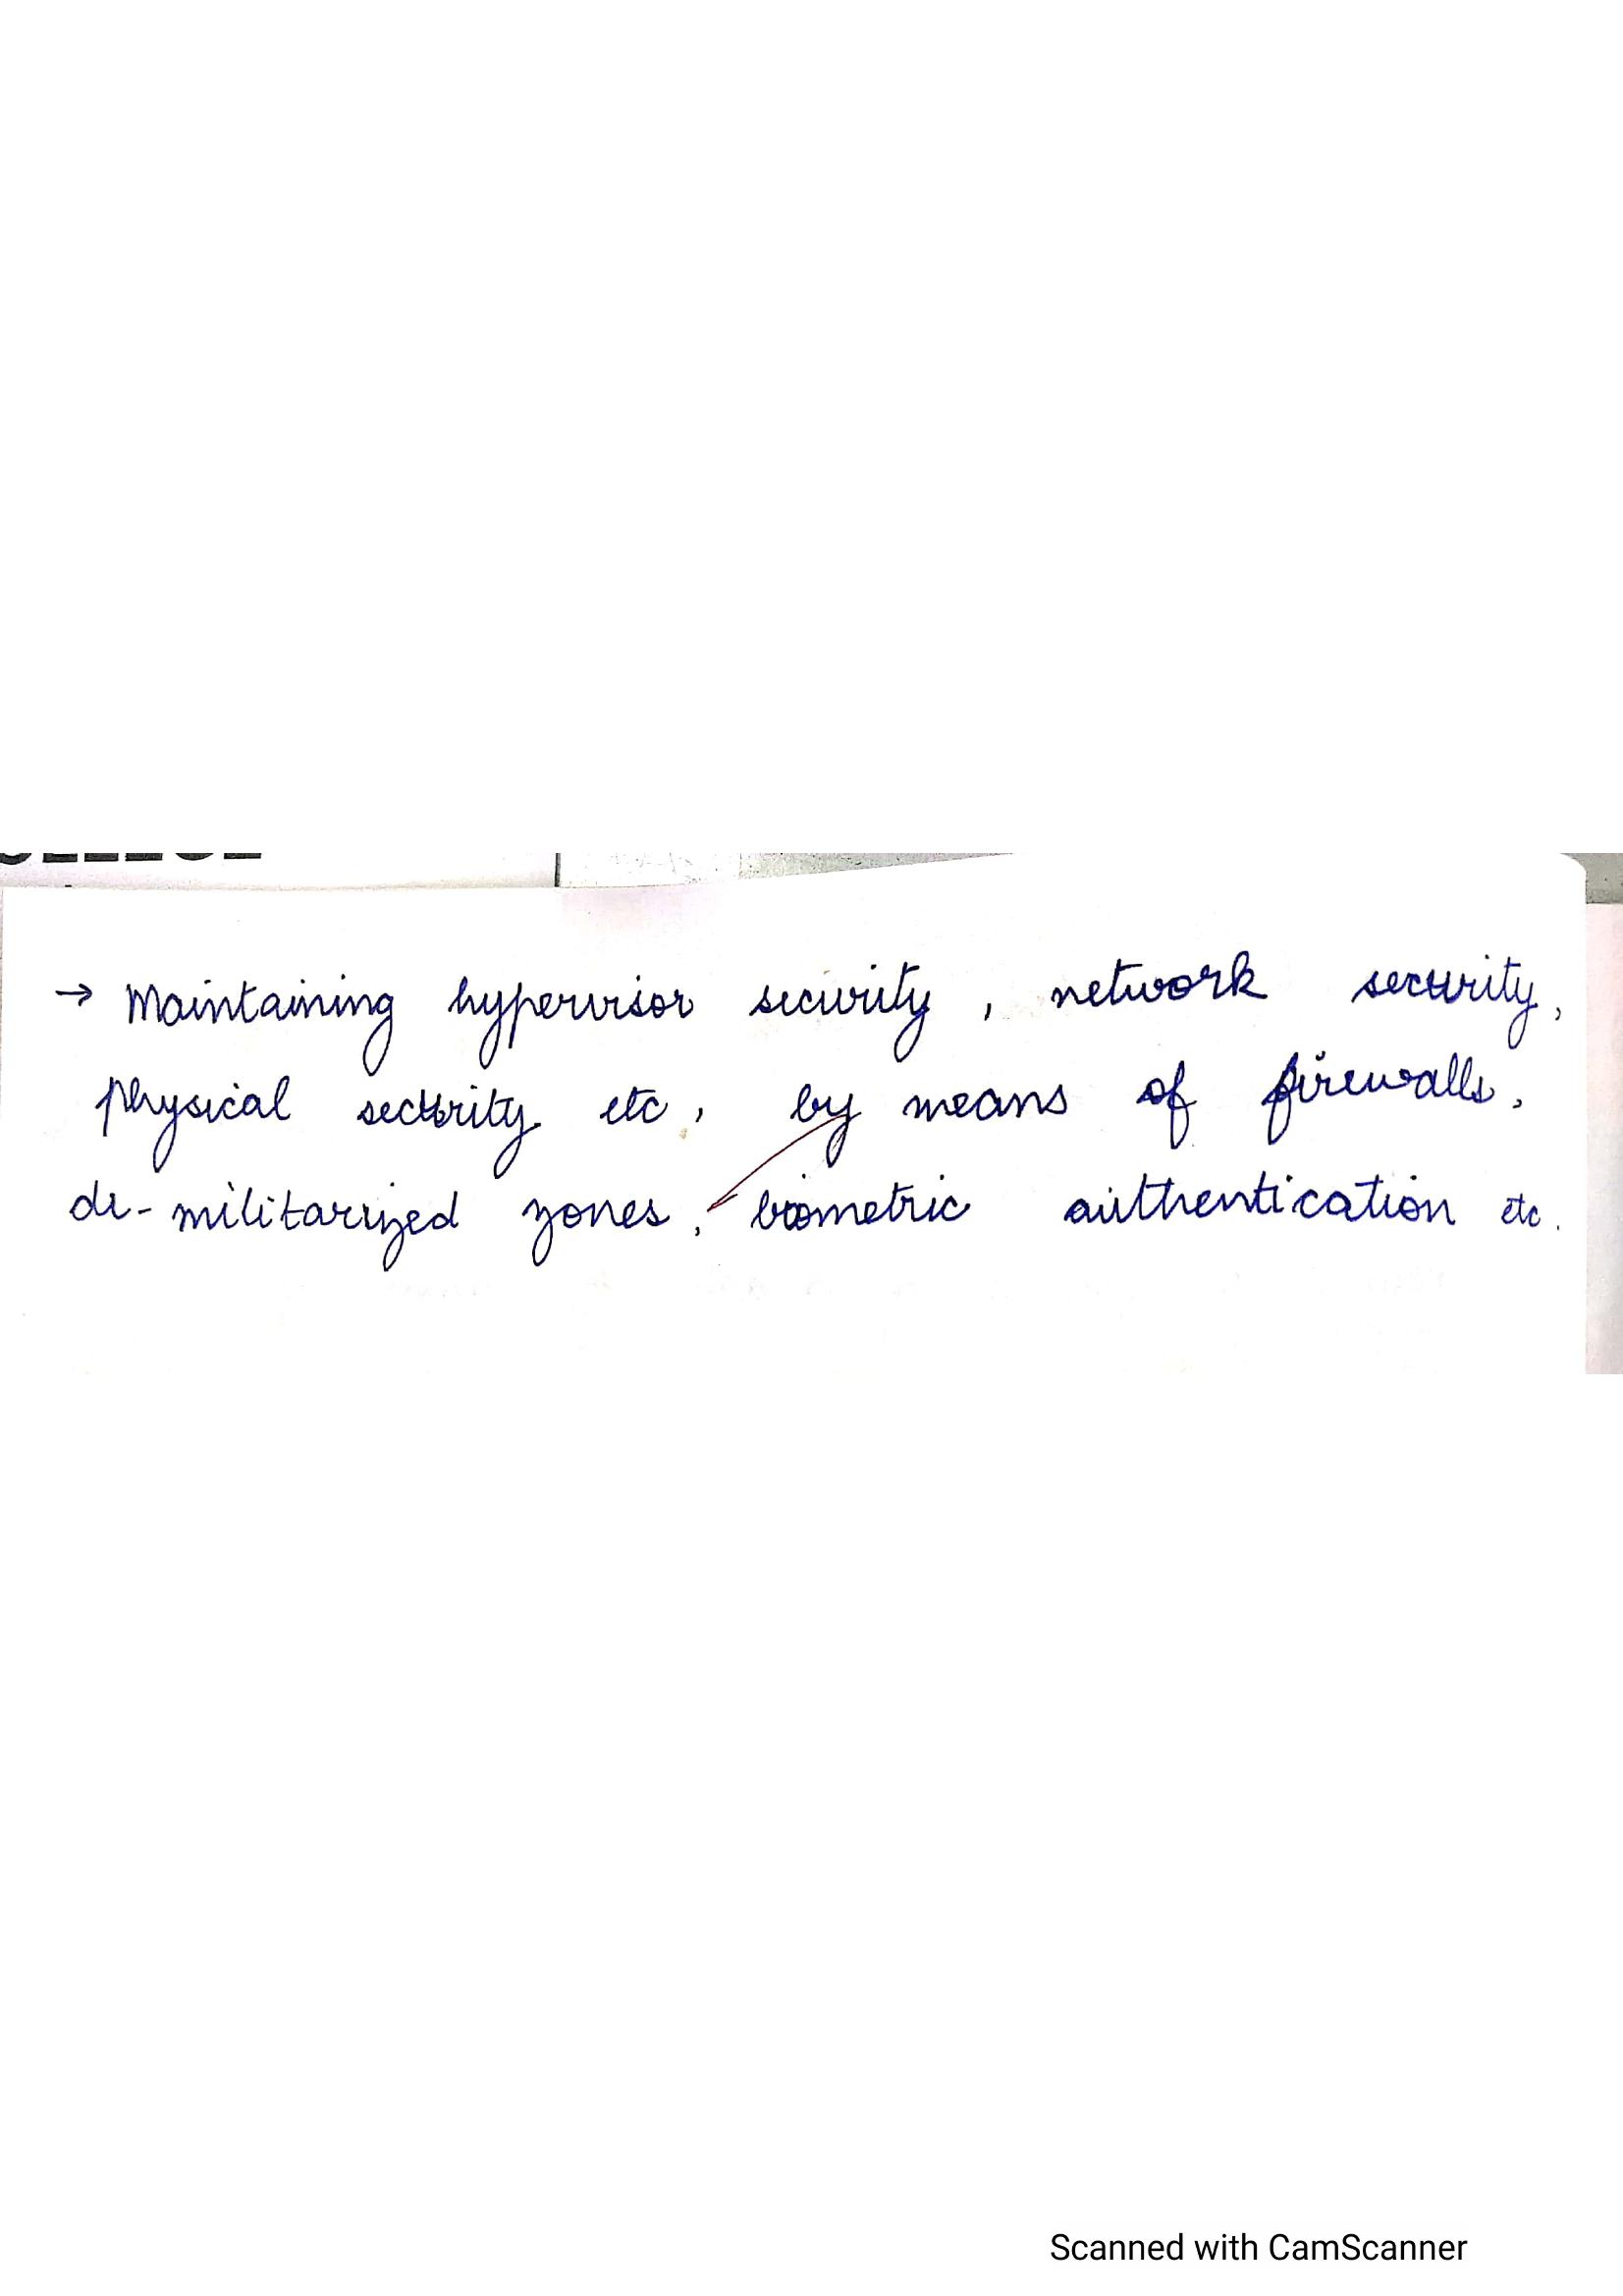 → Maintaining hypervisor security, network security,
physical security etc, by means of firewalls,
de-militarized zones, biometric authentication etc.
Scanned with CamScanner